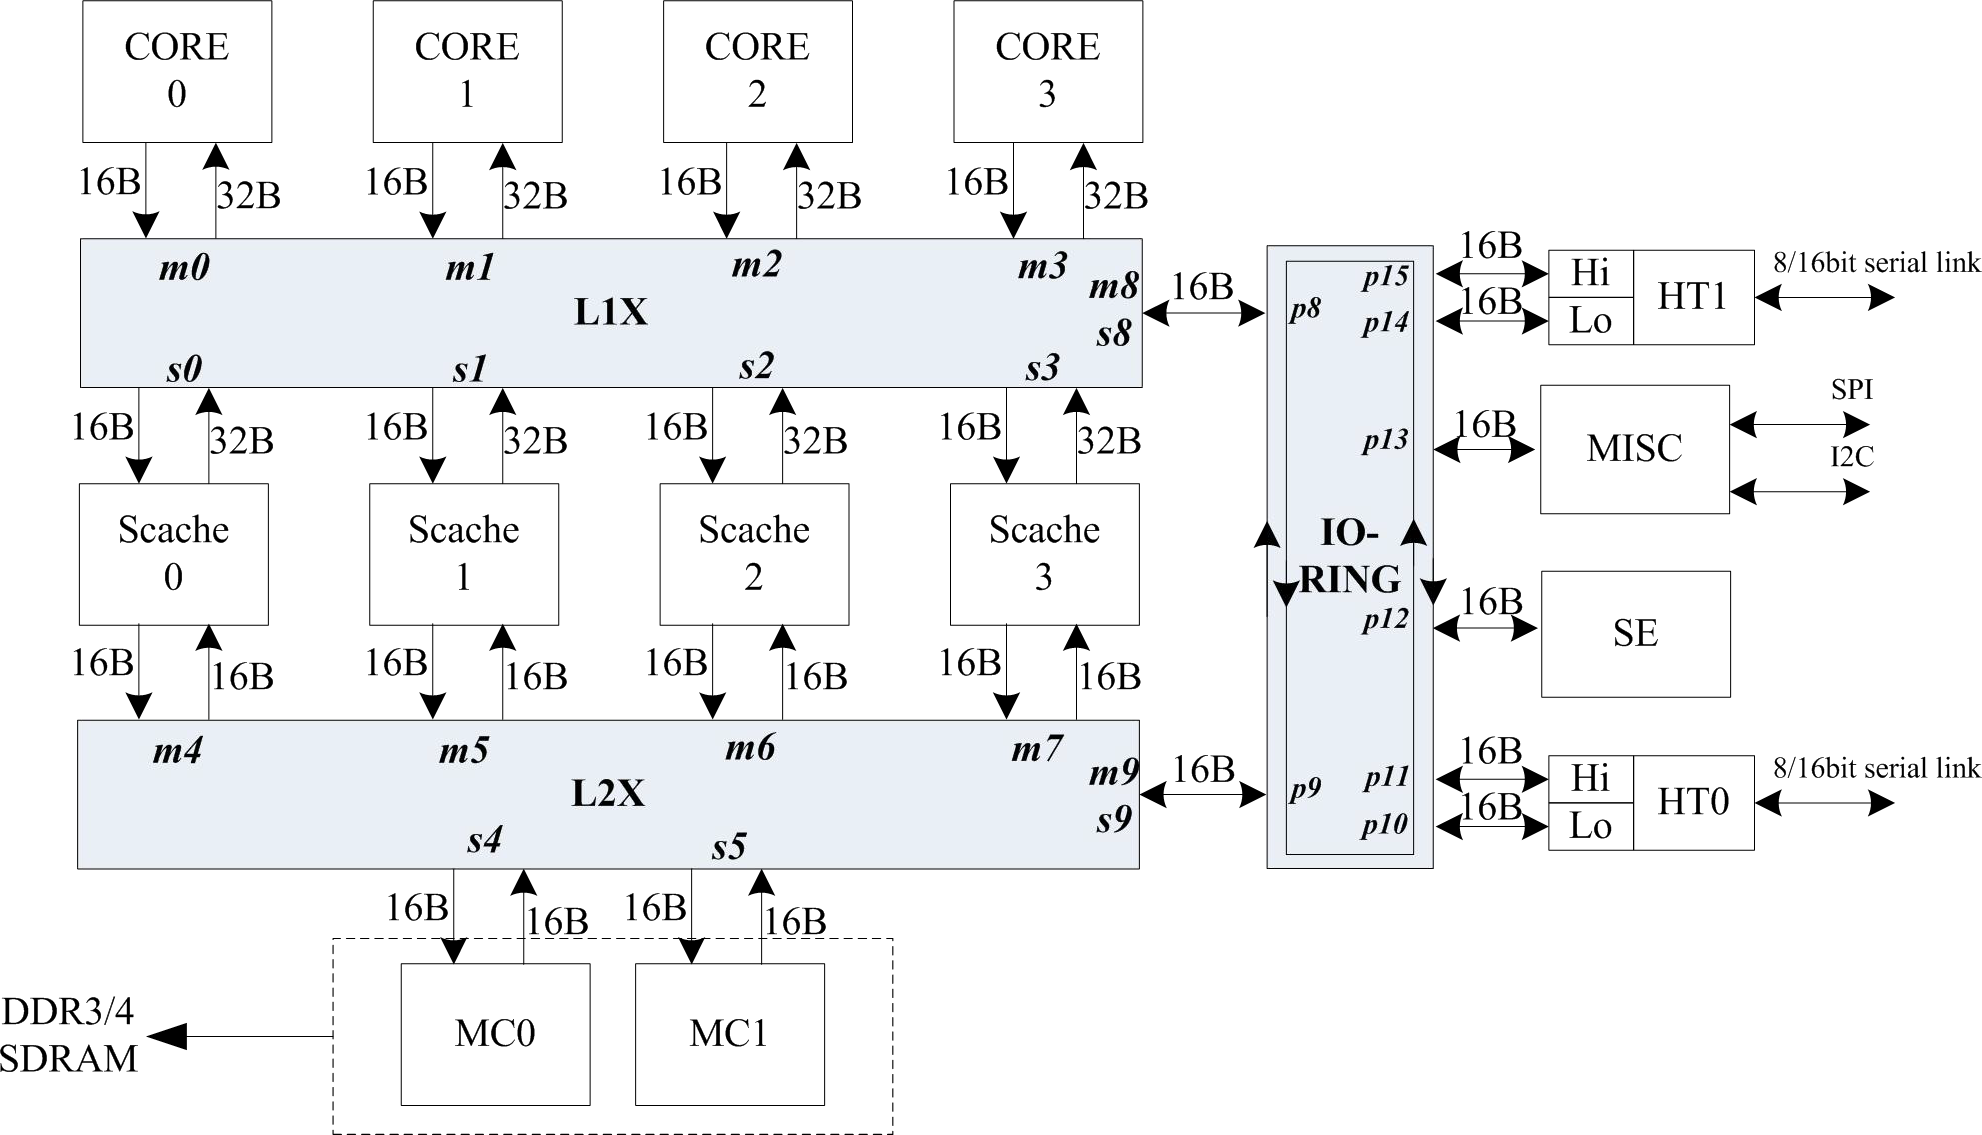 CORE
0
CORE
1
CORE
2
CORE
3
16B
32B
16B
32B
16B
32B
16B
32B
m0
m1
m2
m3
L1X
m8
s8
s0
s1
s2
s3
16B
16B
32B
16B
32B
16B
32B
16B
32B
Scache
0
Scache
1
Scache
2
Scache
3
16B
16B
16B
16B
16B
16B
16B
16B
m4
m5
m6
m7
L2X
m9
s9
s4
s5
16B
16B
16B
16B
16B
MC0
MC1
DDR3/4
SDRAM
p8
p9
IO-
RING
p15
p14
p13
p12
p11
p10
16B
16B
Hi
Lo
HT1
8/16bit serial link
16B
MISC
SPI
I2C
16B
SE
16B
16B
Hi
Lo
HT0
8/16bit serial link